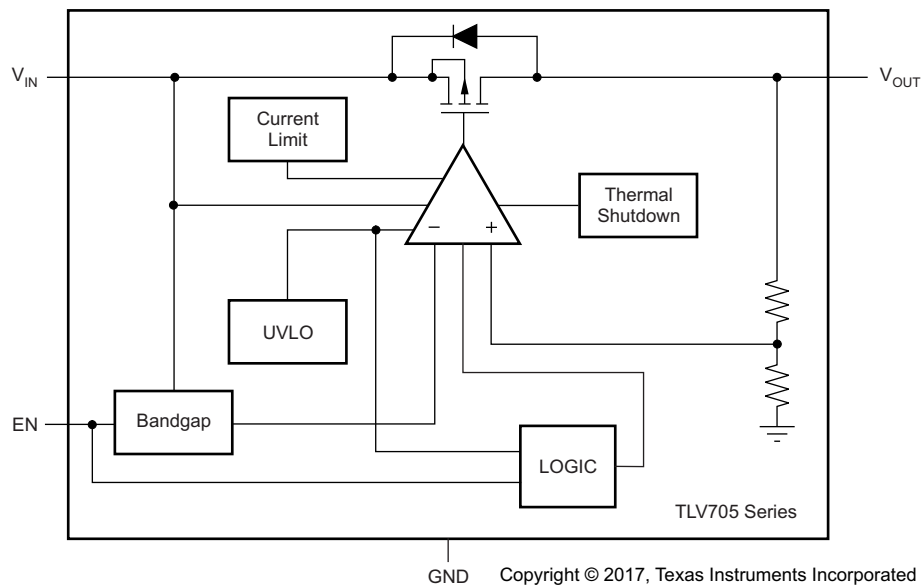 V_IN
V_OUT
Current
Limit
Thermal
Shutdown
−
+
UVLO
EN
Bandgap
LOGIC
TLV705 Series
GND
Copyright © 2017, Texas Instruments Incorporated